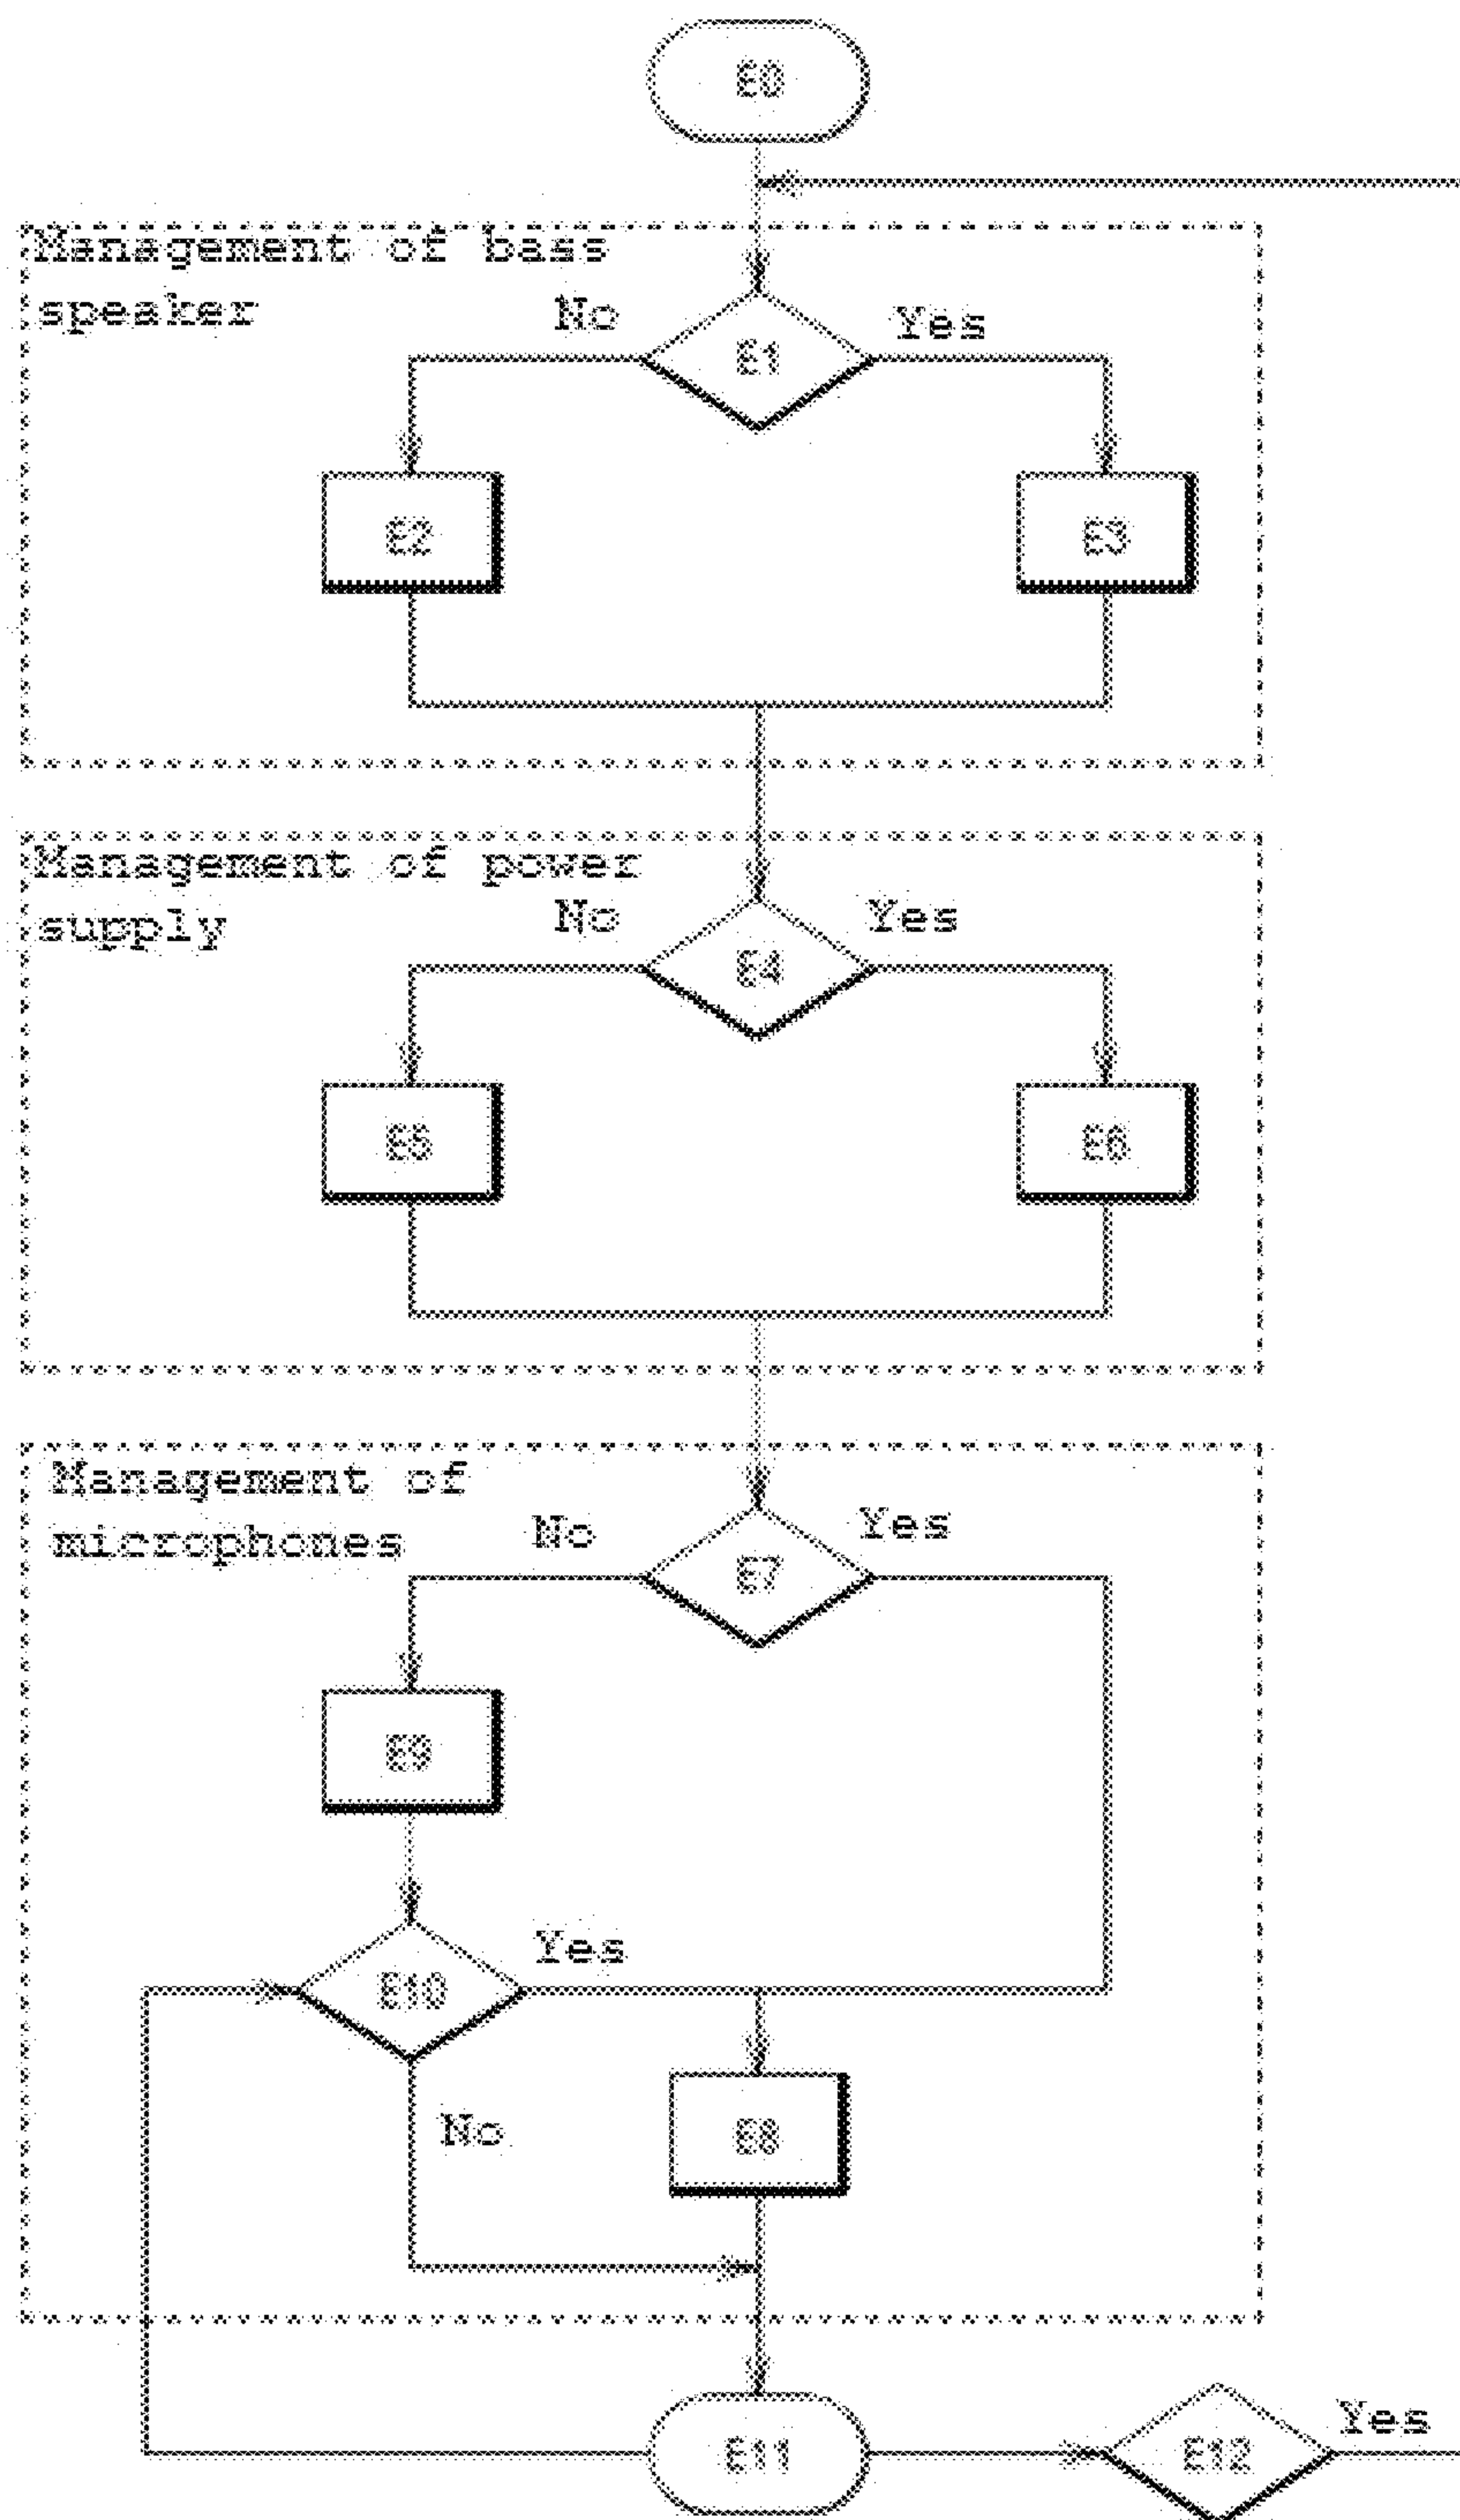 E0
Management of bass
speaker
No
Yes
E1
E2
E3
Management of power
supply
No
Yes
E4
E5
E6
Management of
microphones
No
Yes
E7
E9
Yes
E10
No
E8
E11
E12
Yes